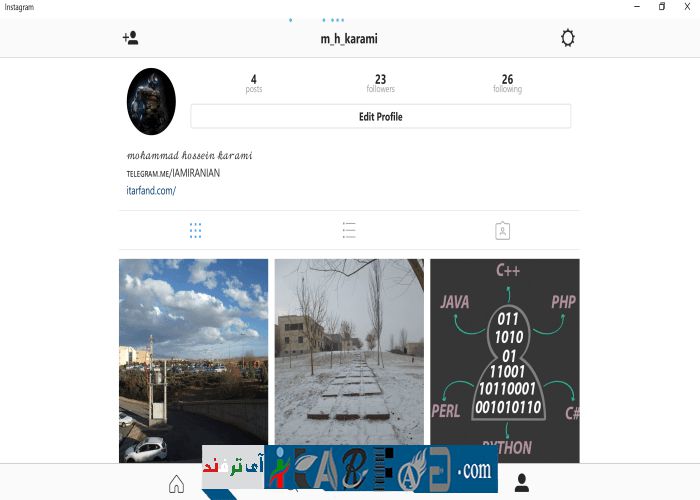 Instagram
m_h_karami
4
posts
23
followers
26
following
Edit Profile
mohammad hossein karami
TELEGRAM.ME/IAMIRANIAN
itarfand.com/
C++
JAVA
PHP
011
1010
01
11001
10110001
001010110
PERL
C#
PYTHON
آی ترفند
.com